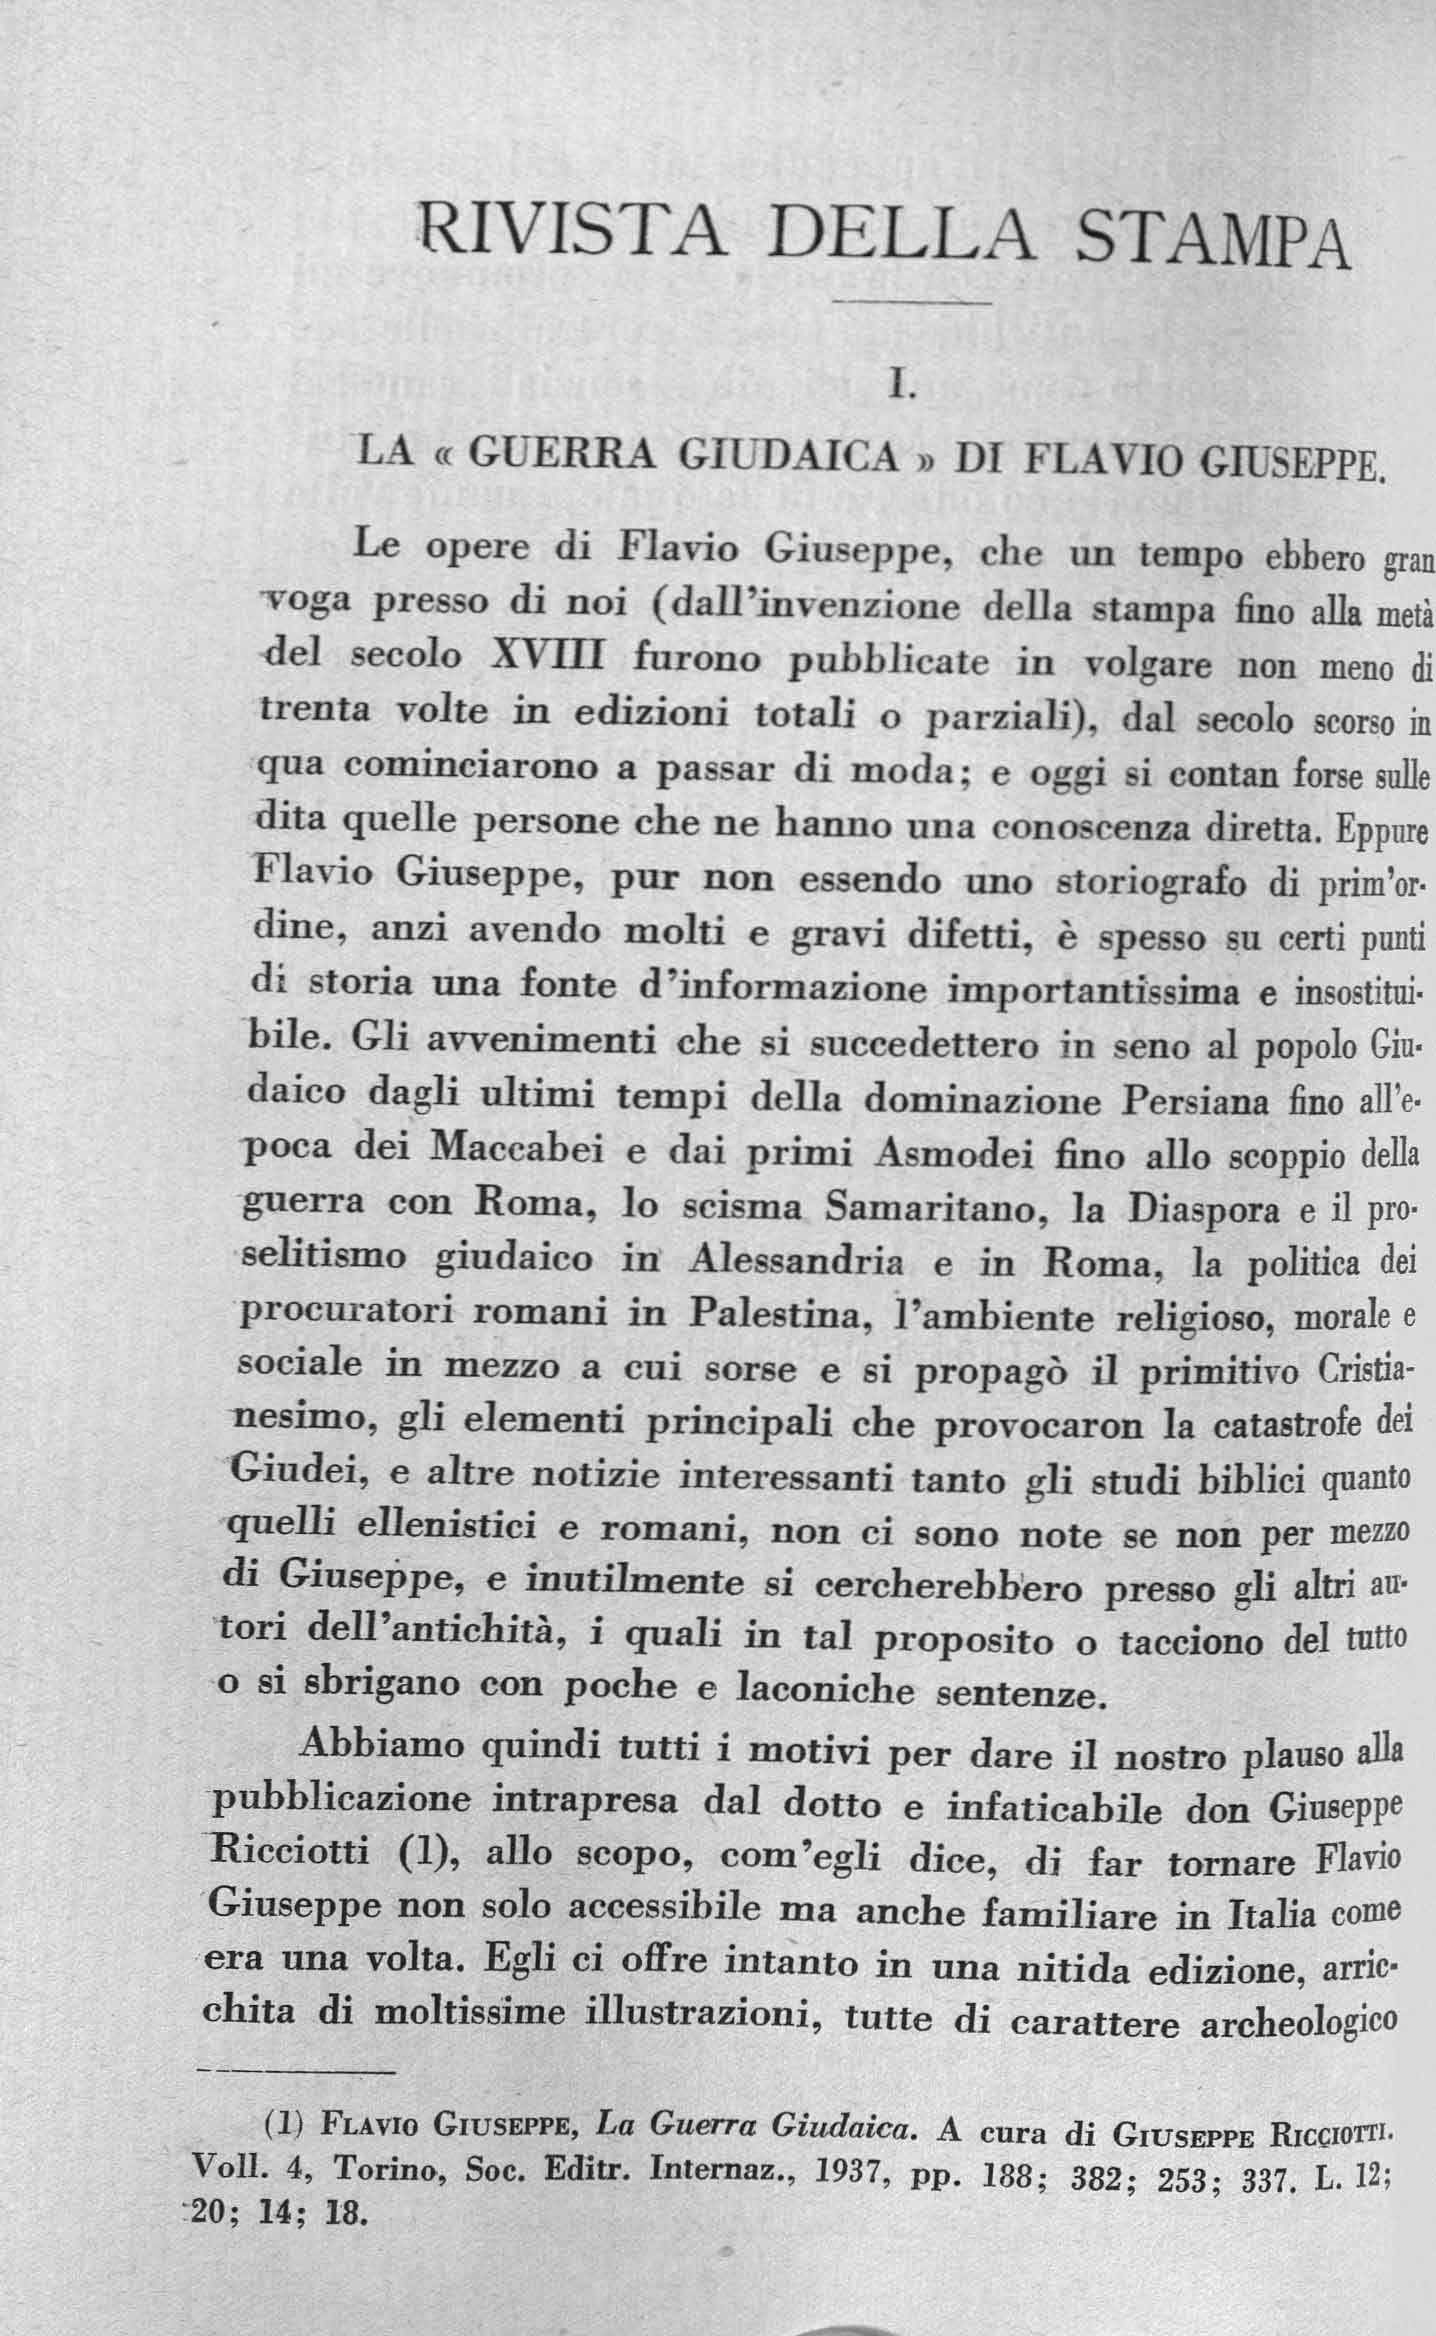 RIVISTA DELLA STAMPA
I.
LA « GUERRA GIUDAICA » DI FLAVIO GIUSEPPE.
Le opere di Flavio Giuseppe, che un tempo ebbero gran
voga presso di noi (dall'invenzione della stampa fino alla metà
del secolo XVIII furono pubblicate in volgare non meno di
trenta volte in edizioni totali o parziali), dal secolo scorso in
qua cominciarono a passar di moda; e oggi si contan forse sulle
dita quelle persone che ne hanno una conoscenza diretta. Eppure
Flavio Giuseppe, pur non essendo uno storiografo di prim'or-
dine, anzi avendo molti e gravi difetti, è spesso su certi punti
di storia una fonte d'informazione importantissima e insostitui-
bile. Gli avvenimenti che si succedettero in seno al popolo Giu-
daico dagli ultimi tempi della dominazione Persiana fino all'e-
poca dei Maccabei e dai primi Asmodei fino allo scoppio della
guerra con Roma, lo scisma Samaritano, la Diaspora e il pro-
selitismo giudaico in Alessandria e in Roma, la politica dei
procuratori romani in Palestina, l'ambiente religioso, morale e
sociale in mezzo a cui sorse e si propagò il primitivo Cristia-
nesimo, gli elementi principali che provocaron la catastrofe dei
Giudei, e altre notizie interessanti tanto gli studi biblici quanto
quelli ellenistici e romani, non ci sono note se non per mezzo
di Giuseppe, e inutilmente si cercherebbero presso gli altri au-
tori dell'antichità, i quali in tal proposito o tacciono del tutto
o si sbrigano con poche e laconiche sentenze.
Abbiamo quindi tutti i motivi per dare il nostro plauso alla
pubblicazione intrapresa dal dotto e infaticabile don Giuseppe
Ricciotti (1), allo scopo, com'egli dice, di far tornare Flavio
Giuseppe non solo accessibile ma anche familiare in Italia come
era una volta. Egli ci offre intanto in una nitida edizione, arric-
chita di moltissime illustrazioni, tutte di carattere archeologico
(1) FLAVIO GIUSEPPE, La Guerra Giudaica. A cura di GIUSEPPE RICCIOTTI.
Voll. 4, Torino, Soc. Editr. Internaz., 1937, pp. 188; 382; 253; 337. L. 12;
20; 14; 18.